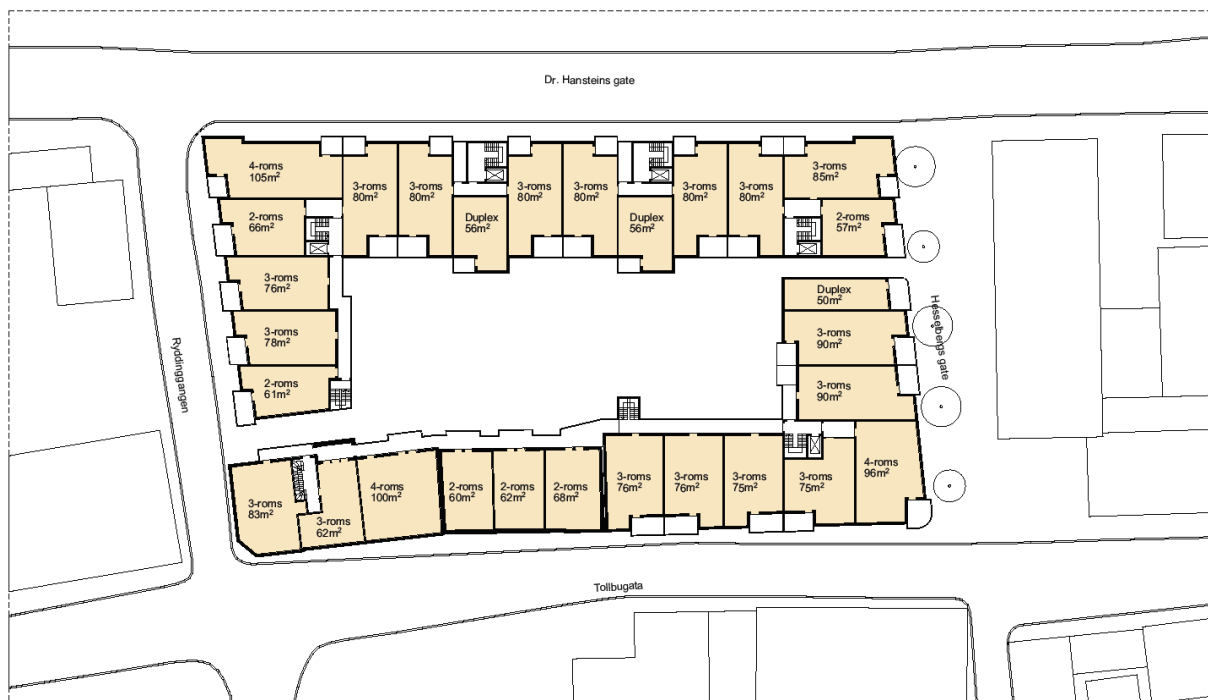 Dr. Hansteins gate
4-roms
105m²
3-roms
80m²
3-roms
80m²
3-roms
80m²
3-roms
80m²
3-roms
80m²
3-roms
80m²
3-roms
85m²
2-roms
66m²
Duplex
56m²
Duplex
56m²
2-roms
57m²
3-roms
76m²
Duplex
50m²
3-roms
78m²
3-roms
90m²
2-roms
61m²
3-roms
90m²
Ryddinggangen
Hesselbergs gate
3-roms
83m²
3-roms
62m²
4-roms
100m²
2-roms
60m²
2-roms
62m²
2-roms
68m²
3-roms
76m²
3-roms
76m²
3-roms
75m²
3-roms
75m²
4-roms
96m²
Tollbugata